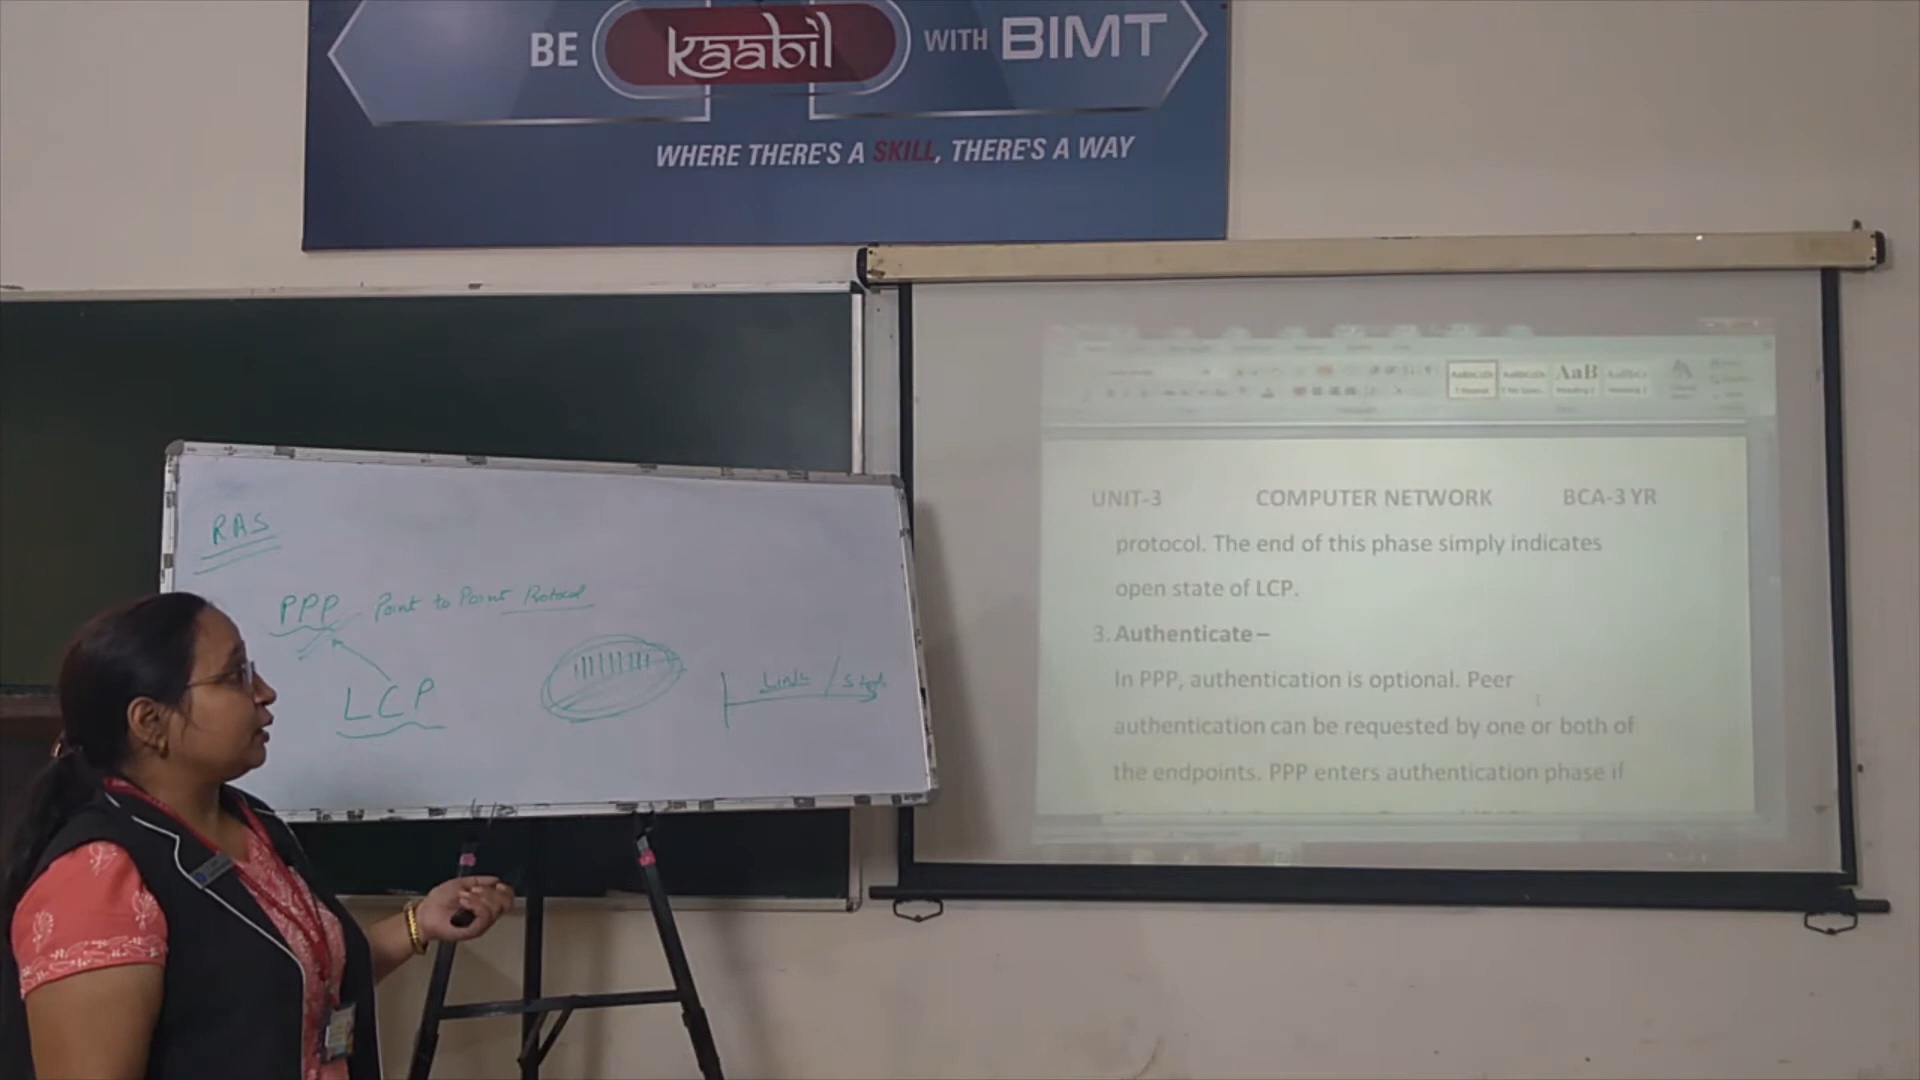 BE kaabil WITH BIMT
WHERE THERE'S A SKILL, THERE'S A WAY
RAS
PPP Point to Point Protocol
LCP
Link /
AaB
UNIT-3 COMPUTER NETWORK BCA-3 YR
protocol. The end of this phase simply indicates
open state of LCP.
3. Authenticate –
In PPP, authentication is optional. Peer
authentication can be requested by one or both of
the endpoints. PPP enters authentication phase if